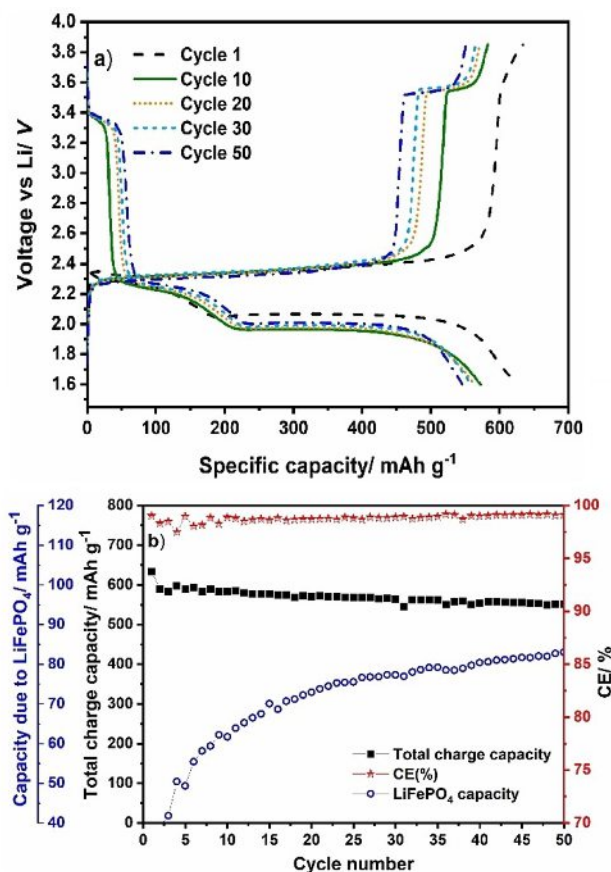 a)
Cycle 1
Cycle 10
Cycle 20
Cycle 30
Cycle 50
Voltage vs Li/ V
4.0
3.8
3.6
3.4
3.2
3.0
2.8
2.6
2.4
2.2
2.0
1.8
1.6
0 100 200 300 400 500 600 700
Specific capacity/ mAh g-1
b)
Capacity due to LiFePO4/ mAh g-1
120
110
100
90
80
70
60
50
40
Total charge capacity/ mAh g-1
800
700
600
500
400
300
200
100
0
Total charge capacity
CE(%)
LiFePO4 capacity
100
95
90
85
80
75
70
CE/ %
0 5 10 15 20 25 30 35 40 45 50
Cycle number